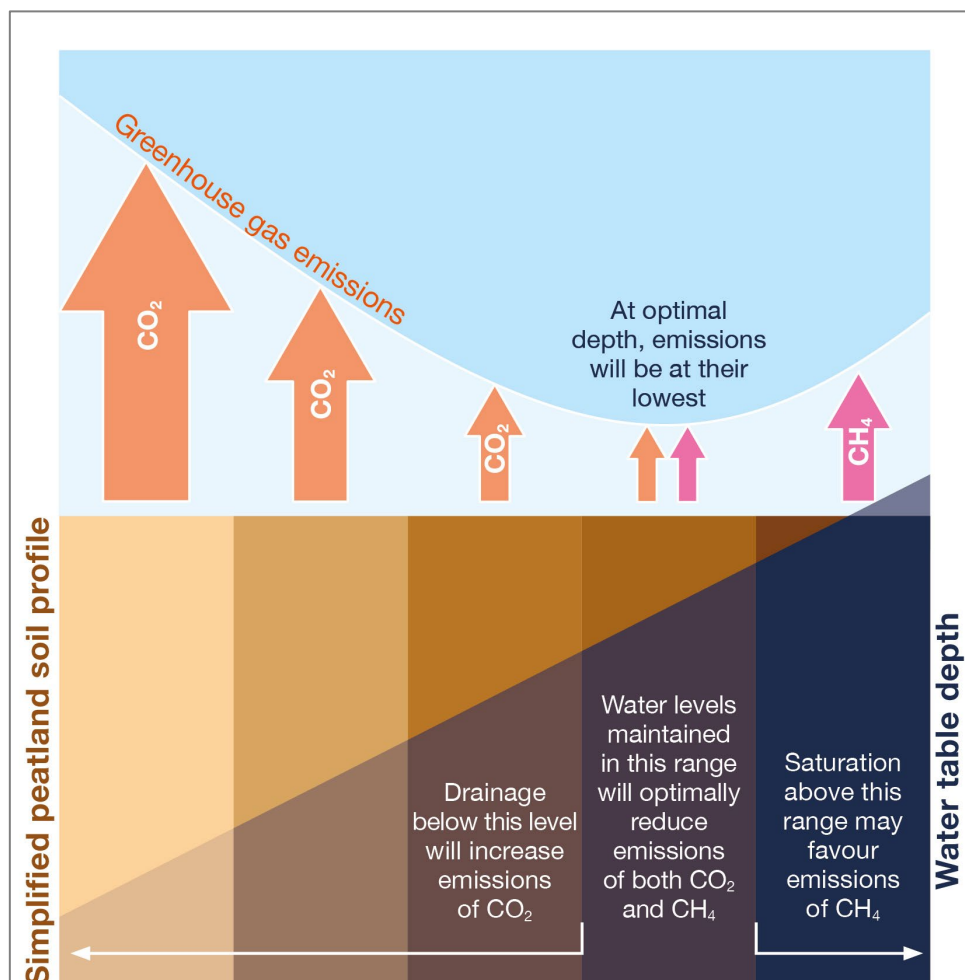 Greenhouse gas emissions
CO₂
CO₂
CO₂
At optimal
depth, emissions
will be at their
lowest
CH₄
Simplified peatland soil profile
Drainage
below this level
will increase
emissions
of CO₂
Water levels
maintained
in this range
will optimally
reduce
emissions
of both CO₂
and CH₄
Saturation
above this
range may
favour
emissions
of CH₄
Water table depth